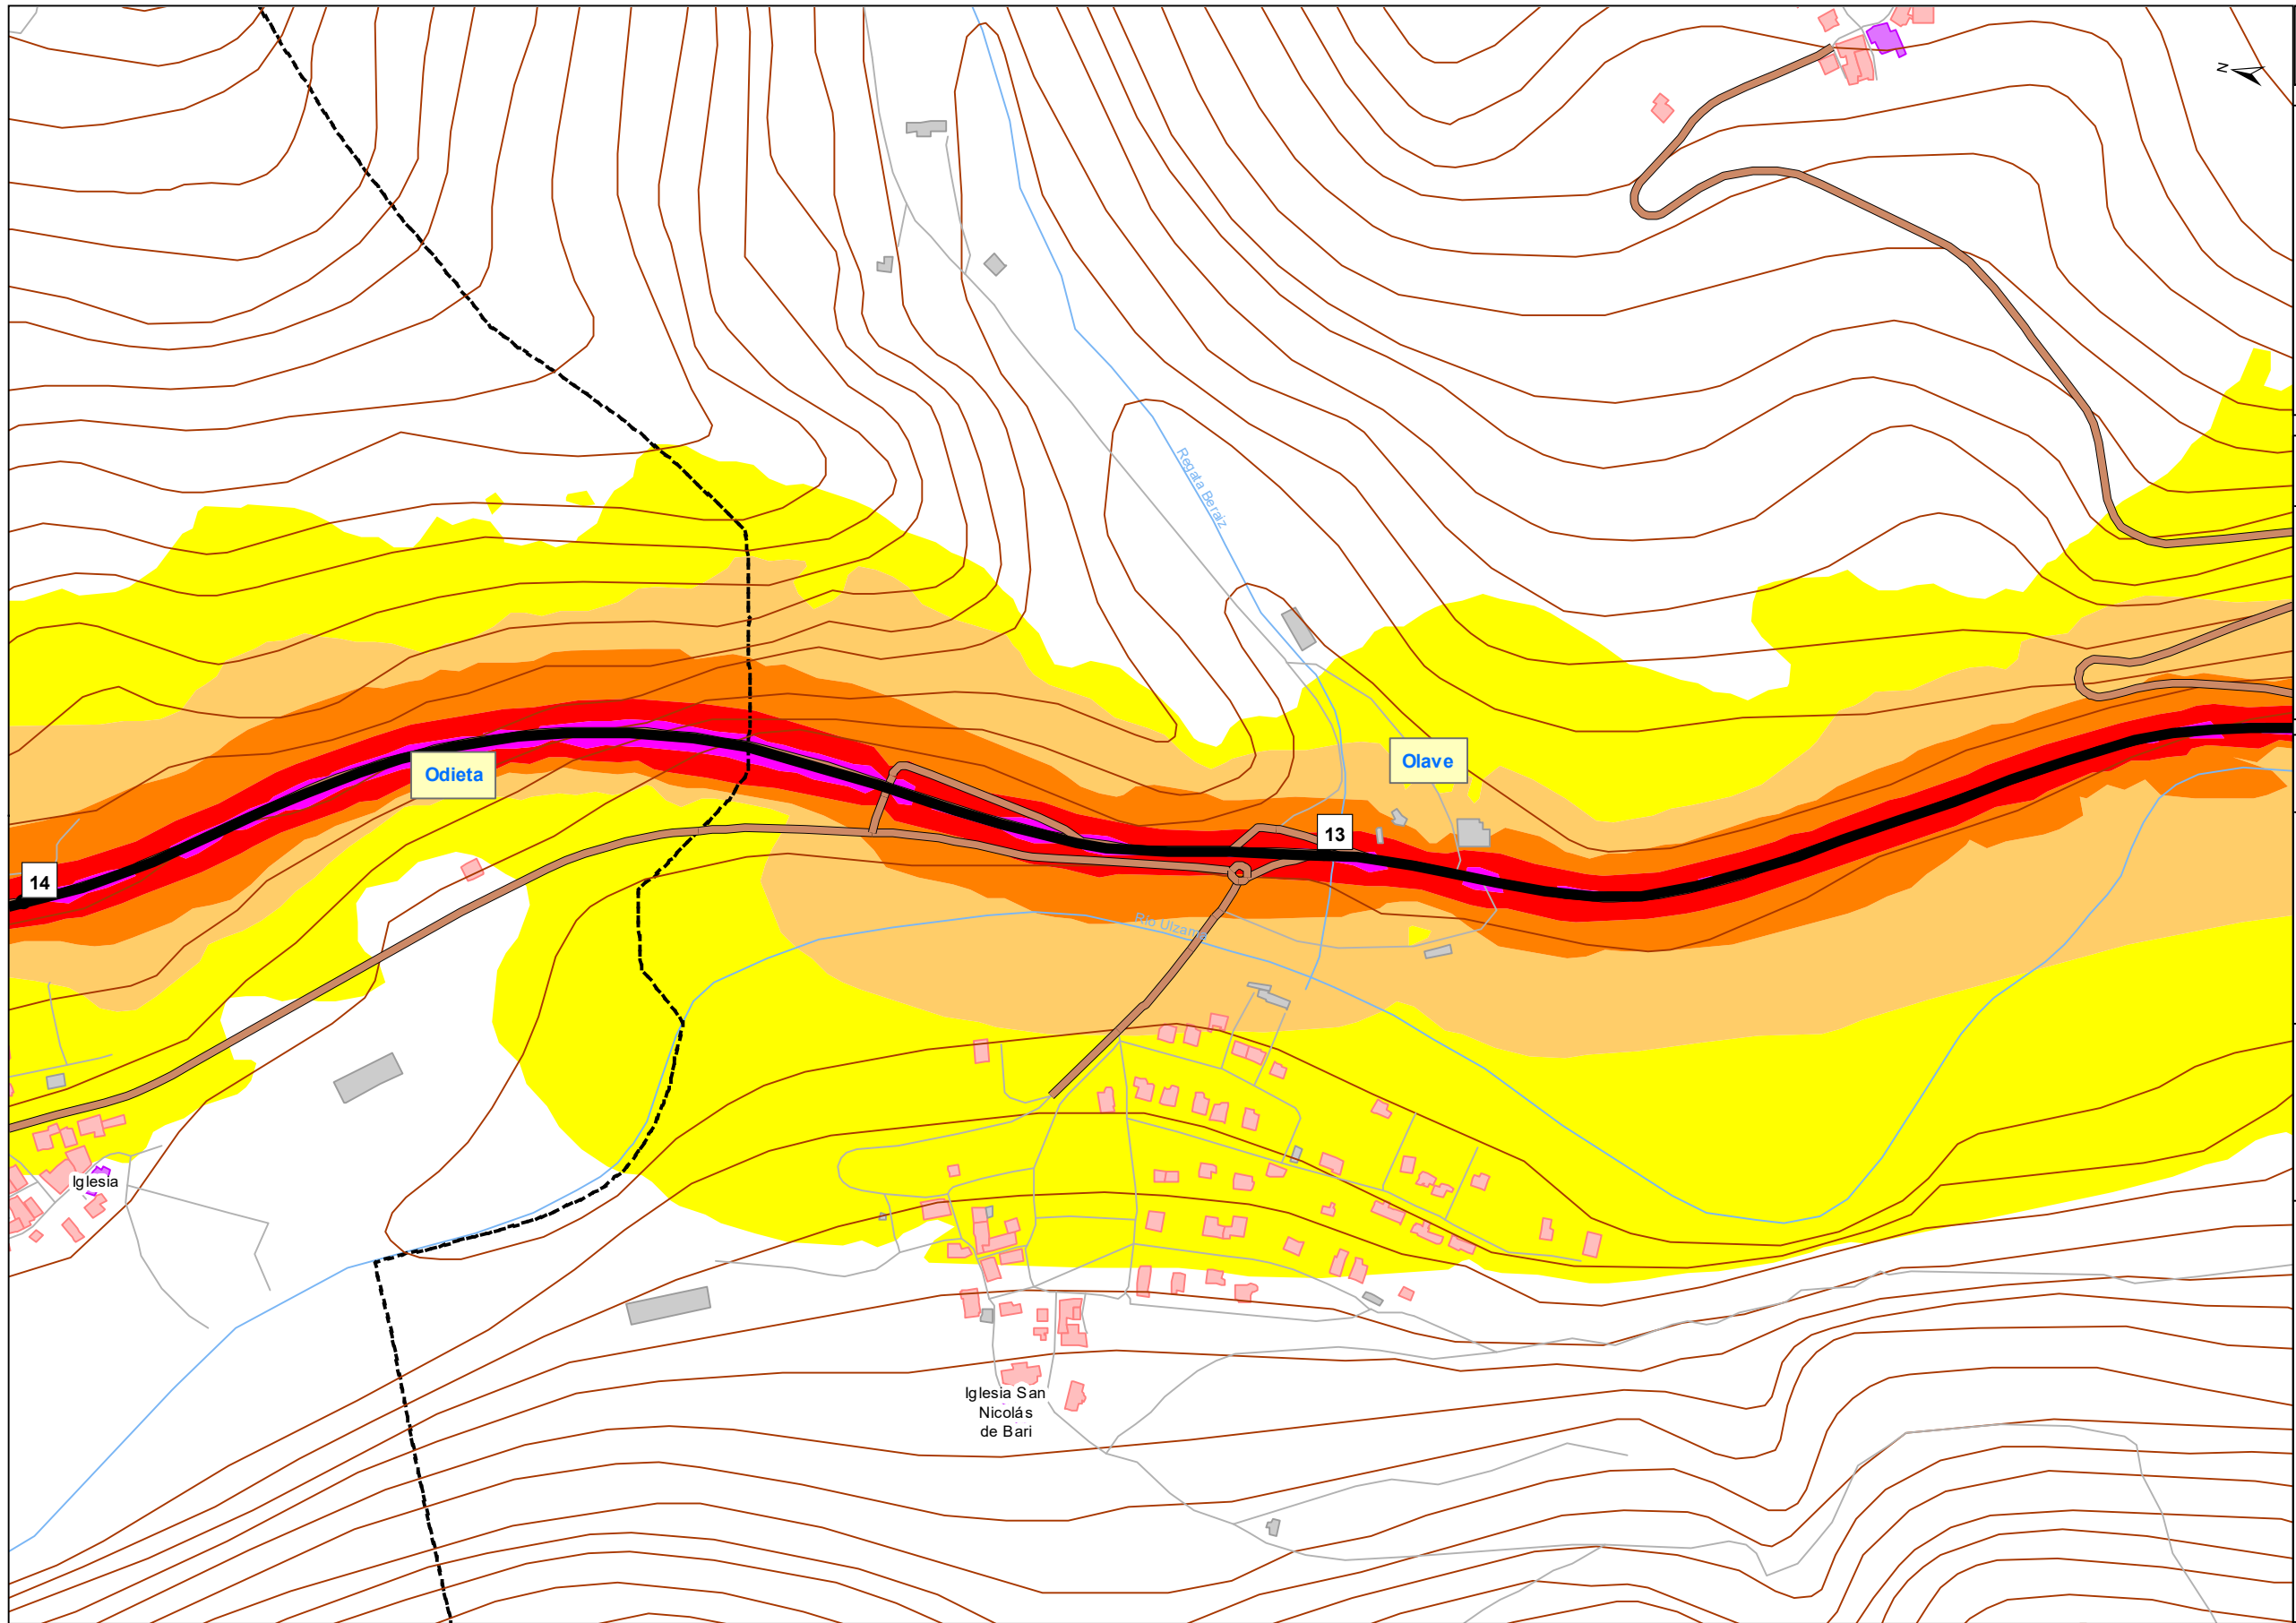 N
Regata Beraiz
Olave
Odieta
13
14
Río Ulzama
Iglesia
Iglesia San
Nicolás
de Bari